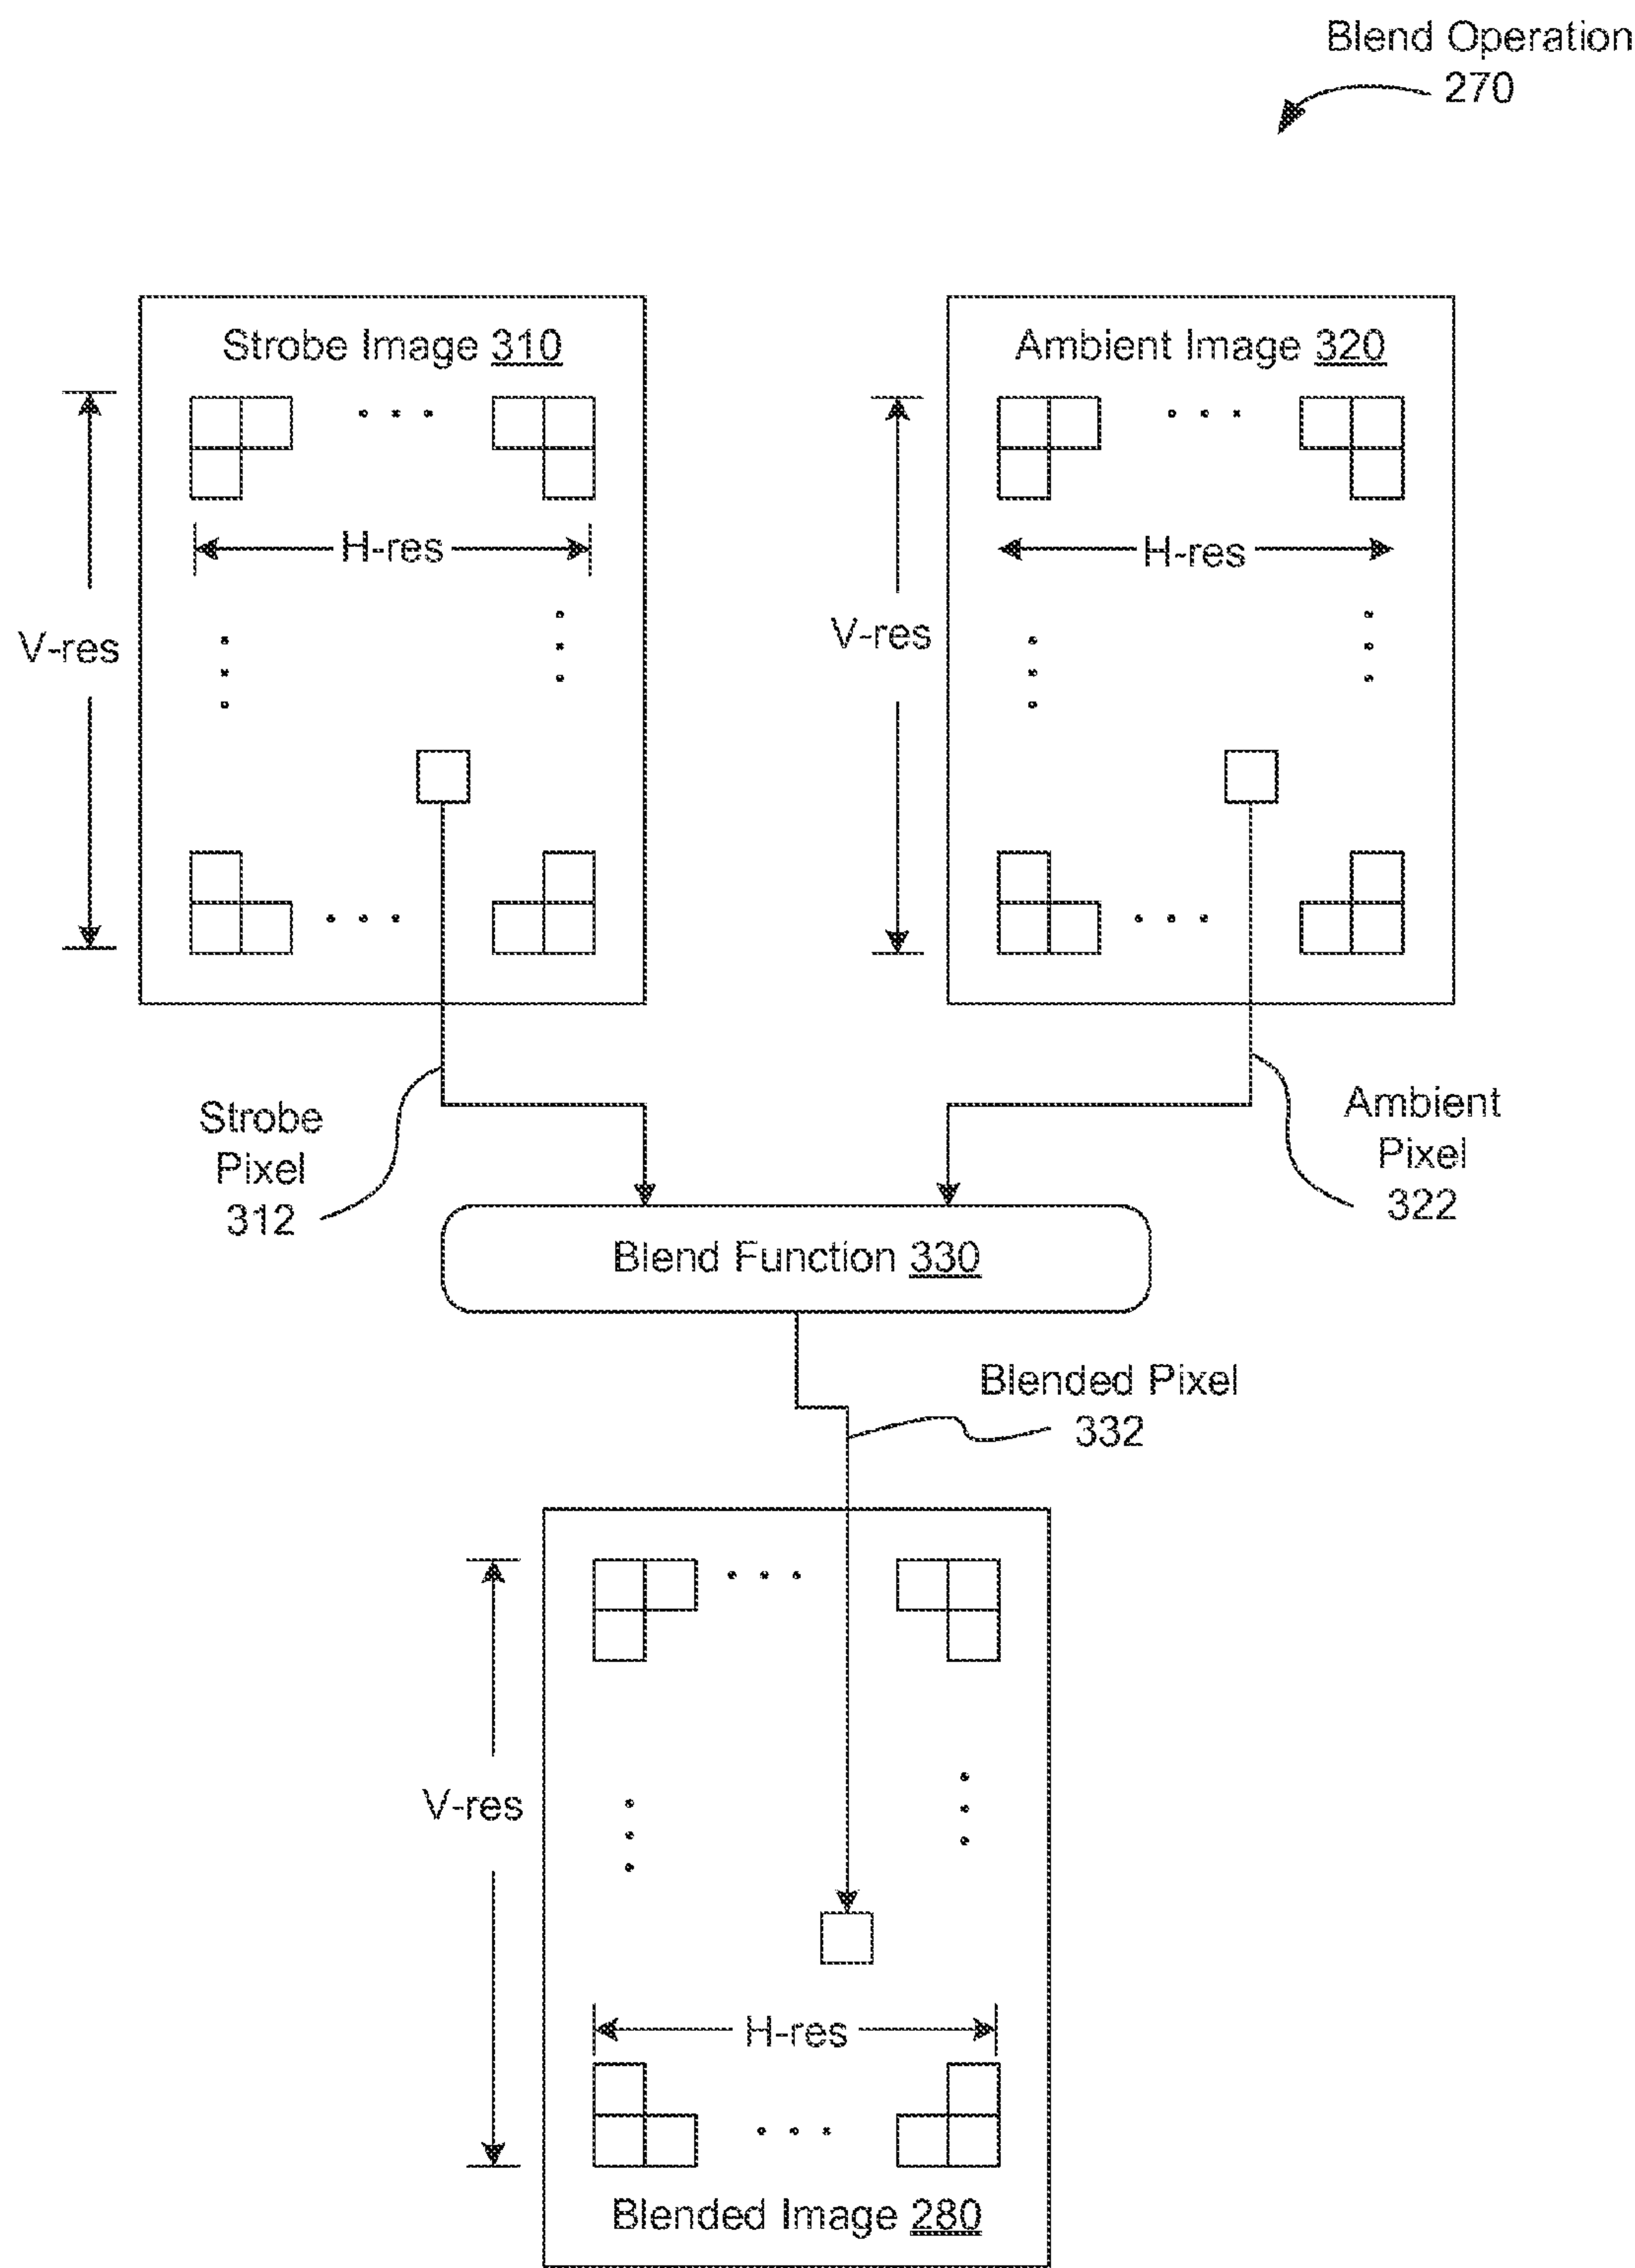 Blend Operation
270
Strobe Image 310
Ambient Image 320
H-res
H-res
V-res
V-res
Strobe
Pixel
312
Ambient
Pixel
322
Blend Function 330
Blended Pixel
332
V-res
H-res
Blended Image 280